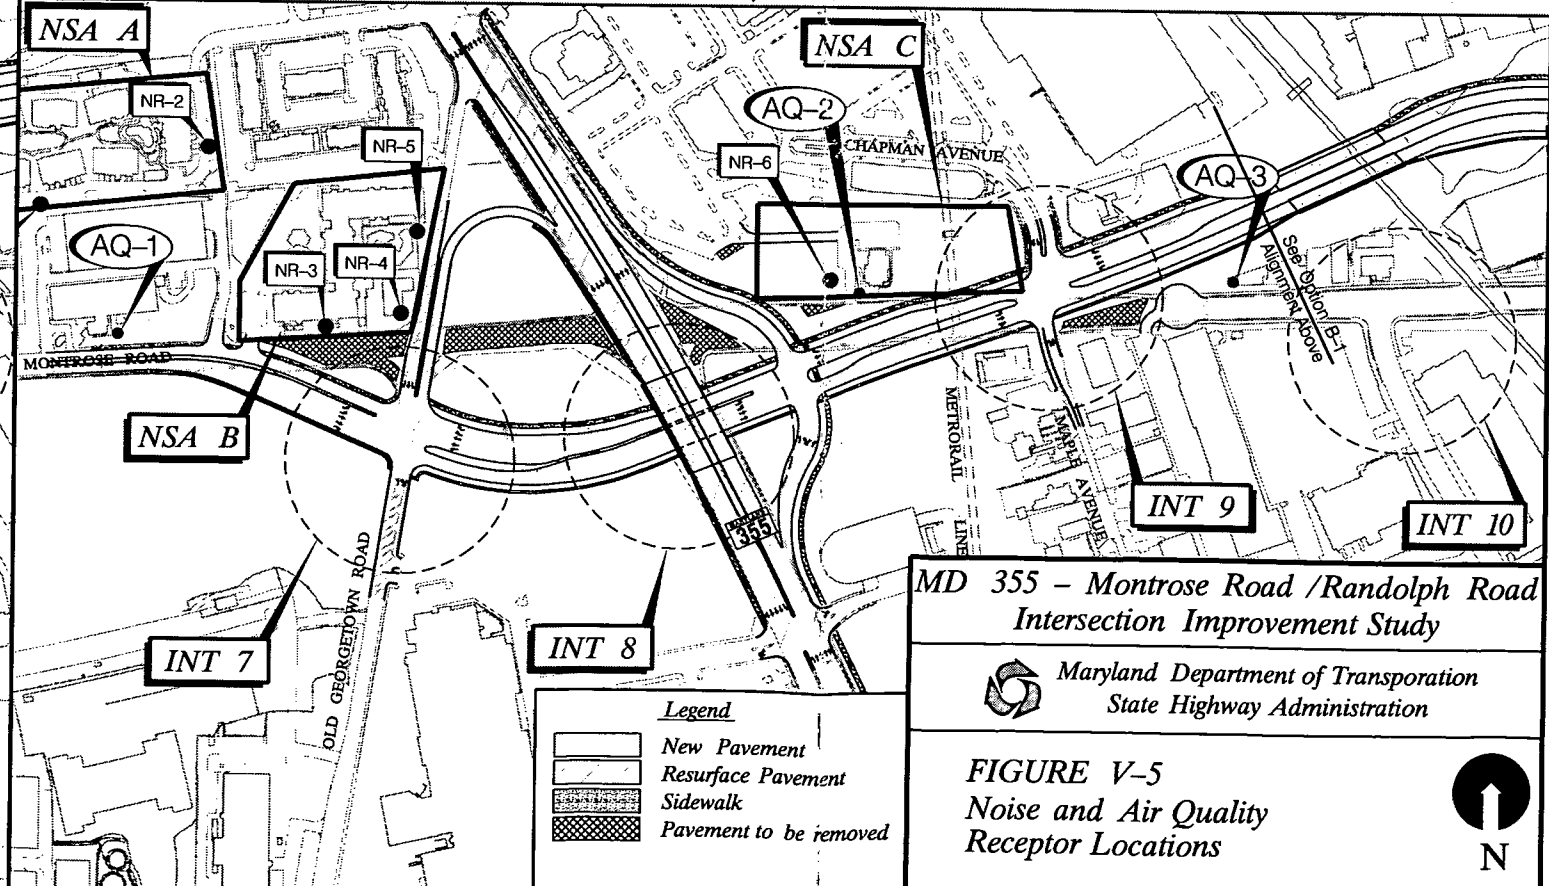 NSA A
NR-2
NR-5
NSA C
AQ-2
NR-6
CHAPMAN AVENUE
AQ-3
AQ-1
NR-3
NR-4
See Option B-1
Alignment Above
MONTROSE ROAD
NSA B
METRORAIL LINE
MAPLE AVENUE
INT 9
INT 10
MARYLAND
355
OLD GEORGETOWN ROAD
INT 7
INT 8
Legend
New Pavement
Resurface Pavement
Sidewalk
Pavement to be removed
MD 355 – Montrose Road /Randolph Road
Intersection Improvement Study
Maryland Department of Transporation
State Highway Administration
FIGURE V-5
Noise and Air Quality
Receptor Locations
N